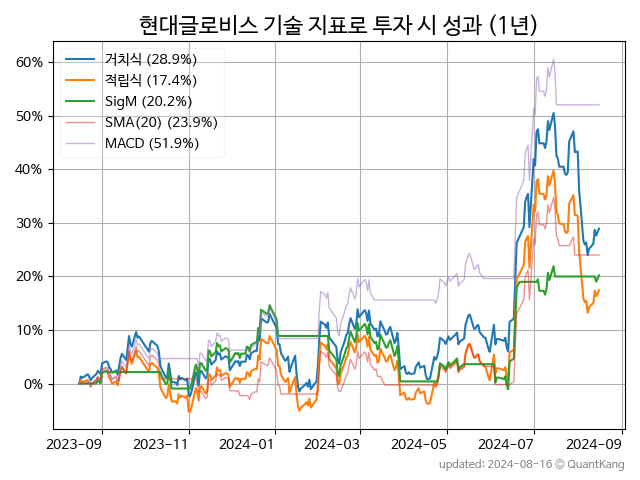 현대글로비스 기술 지표로 투자 시 성과 (1년)
60%
50%
40%
30%
20%
10%
0%
거치식 (28.9%)
적립식 (17.4%)
SigM (20.2%)
SMA(20) (23.9%)
MACD (51.9%)
2023-09 2023-11 2024-01 2024-03 2024-05 2024-07 2024-09
updated: 2024-08-16 © QuantKang